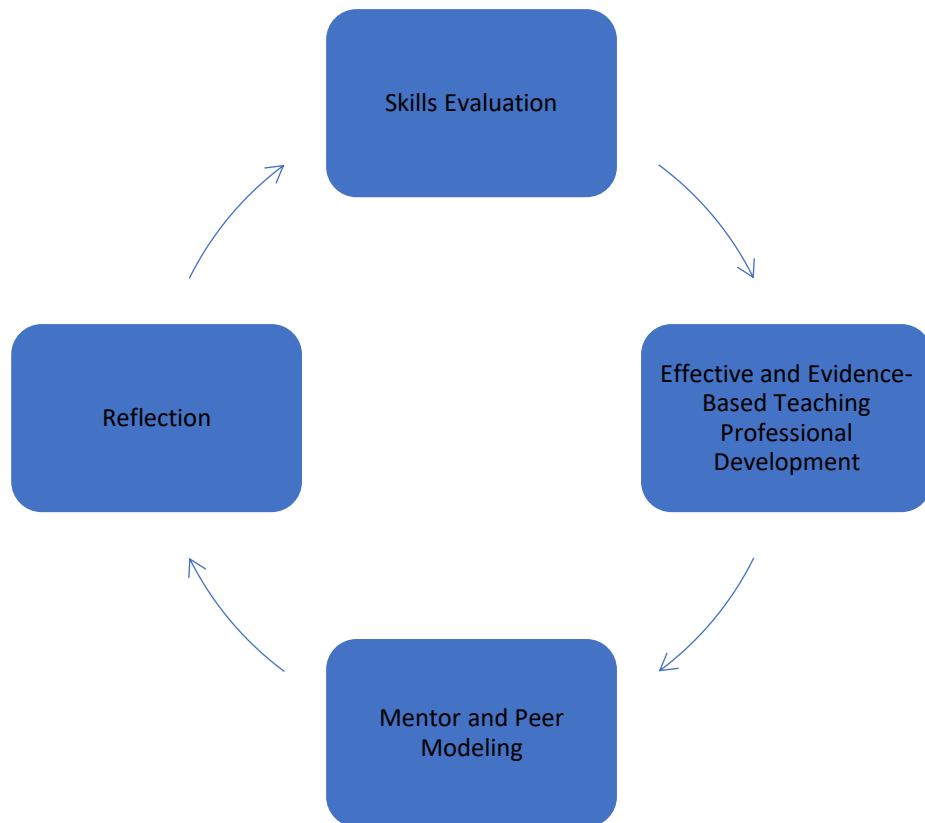 Skills Evaluation
Effective and Evidence-
Based Teaching
Professional
Development
Mentor and Peer
Modeling
Reflection